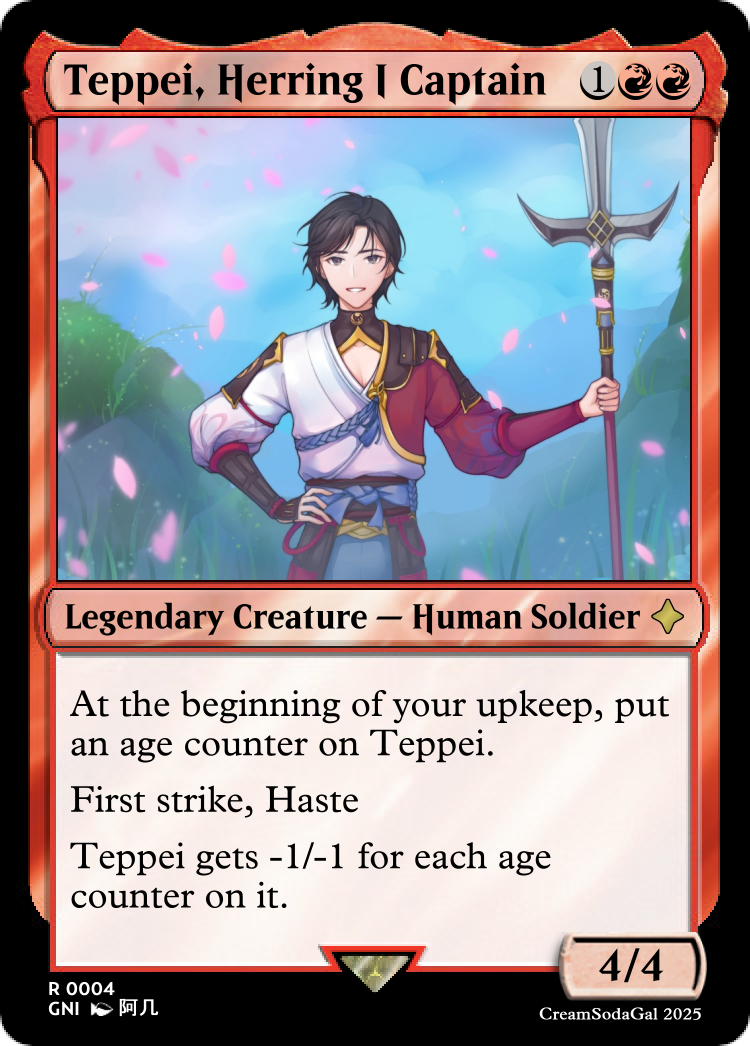 Teppei, Herring I Captain 1
Legendary Creature — Human Soldier
At the beginning of your upkeep, put
an age counter on Teppei.
First strike, Haste
Teppei gets -1/-1 for each age
counter on it.
4/4
R 0004
GNI 阿几
CreamSodaGal 2025